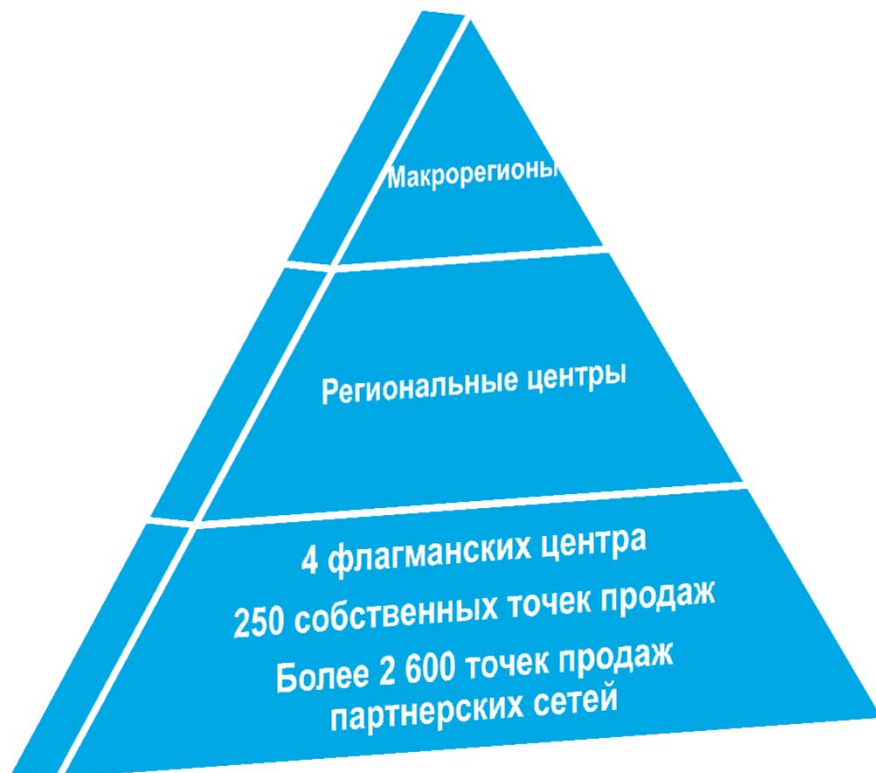 Макрорегионы
Региональные центры
4 флагманских центра
250 собственных точек продаж
Более 2 600 точек продаж
партнерских сетей